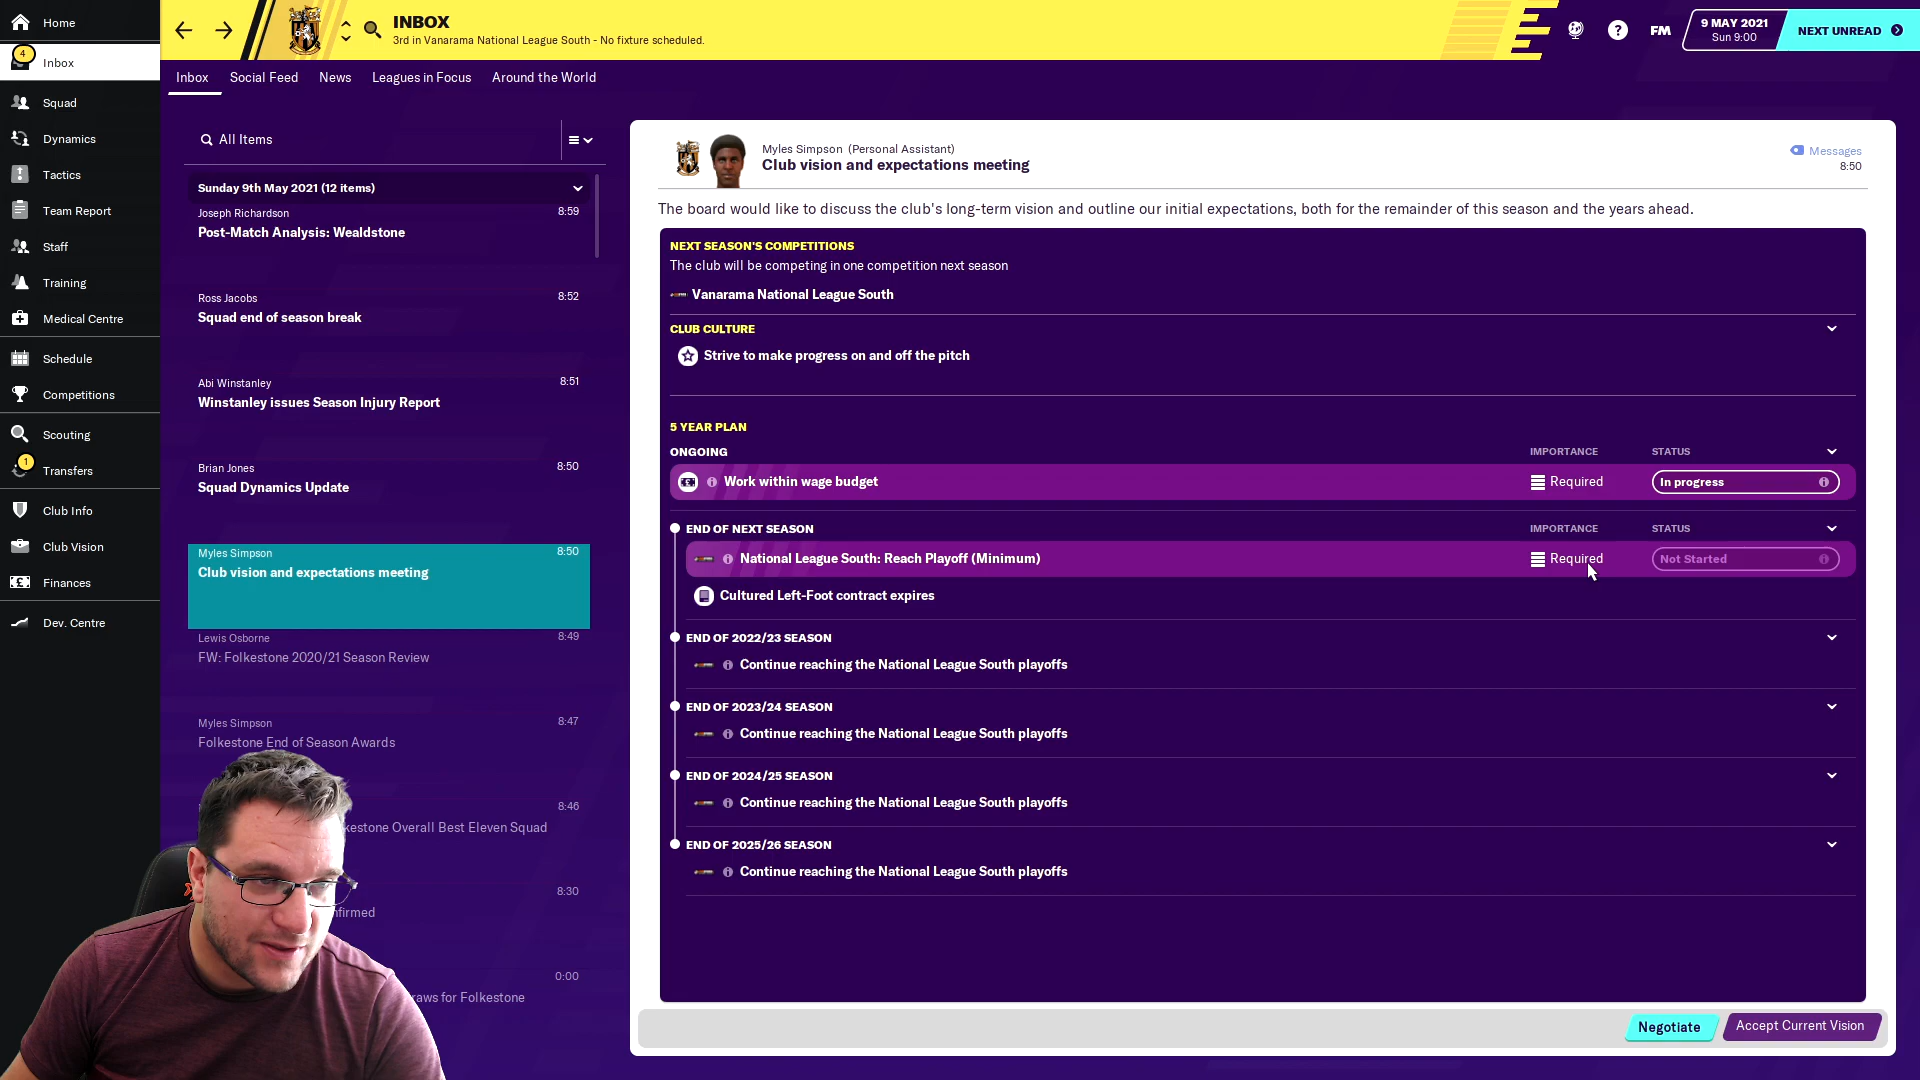 Home
4
Inbox
Squad
Dynamics
Tactics
Team Report
Staff
Training
Medical Centre
Schedule
Competitions
Scouting
1
Transfers
Club Info
Club Vision
Finances
Dev. Centre
INBOX
3rd in Vanarama National League South - No fixture scheduled.
?
FM
9 MAY 2021
Sun 9:00
NEXT UNREAD
Inbox
Social Feed
News
Leagues in Focus
Around the World
All Items
Sunday 9th May 2021 (12 items)
Joseph Richardson 8:59
Post-Match Analysis: Wealdstone
Ross Jacobs 8:52
Squad end of season break
Abi Winstanley 8:51
Winstanley issues Season Injury Report
Brian Jones 8:50
Squad Dynamics Update
Myles Simpson 8:50
Club vision and expectations meeting
Lewis Osborne 8:49
FW: Folkestone 2020/21 Season Review
Myles Simpson 8:47
Folkestone End of Season Awards
8:46
kestone Overall Best Eleven Squad
8:30
nfirmed
0:00
raws for Folkestone
Myles Simpson (Personal Assistant)
Club vision and expectations meeting
Messages
8:50
The board would like to discuss the club's long-term vision and outline our initial expectations, both for the remainder of this season and the years ahead.
NEXT SEASON'S COMPETITIONS
The club will be competing in one competition next season
Vanarama National League South
CLUB CULTURE
Strive to make progress on and off the pitch
5 YEAR PLAN
ONGOING IMPORTANCE STATUS
Work within wage budget Required In progress
END OF NEXT SEASON IMPORTANCE STATUS
National League South: Reach Playoff (Minimum) Required Not Started
Cultured Left-Foot contract expires
END OF 2022/23 SEASON
Continue reaching the National League South playoffs
END OF 2023/24 SEASON
Continue reaching the National League South playoffs
END OF 2024/25 SEASON
Continue reaching the National League South playoffs
END OF 2025/26 SEASON
Continue reaching the National League South playoffs
Negotiate
Accept Current Vision